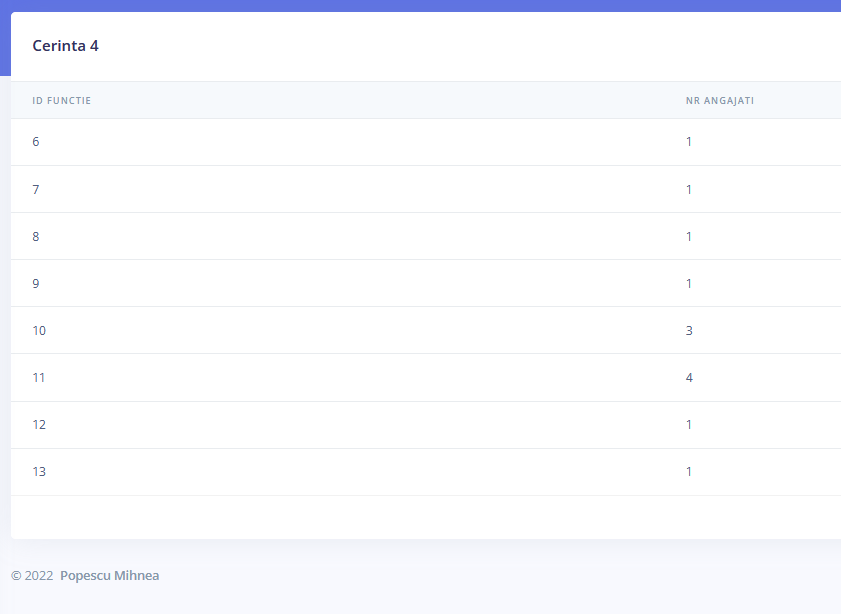 Cerinta 4
ID FUNCTIE NR ANGAJATI
6 1
7 1
8 1
9 1
10 3
11 4
12 1
13 1
© 2022 Popescu Mihnea